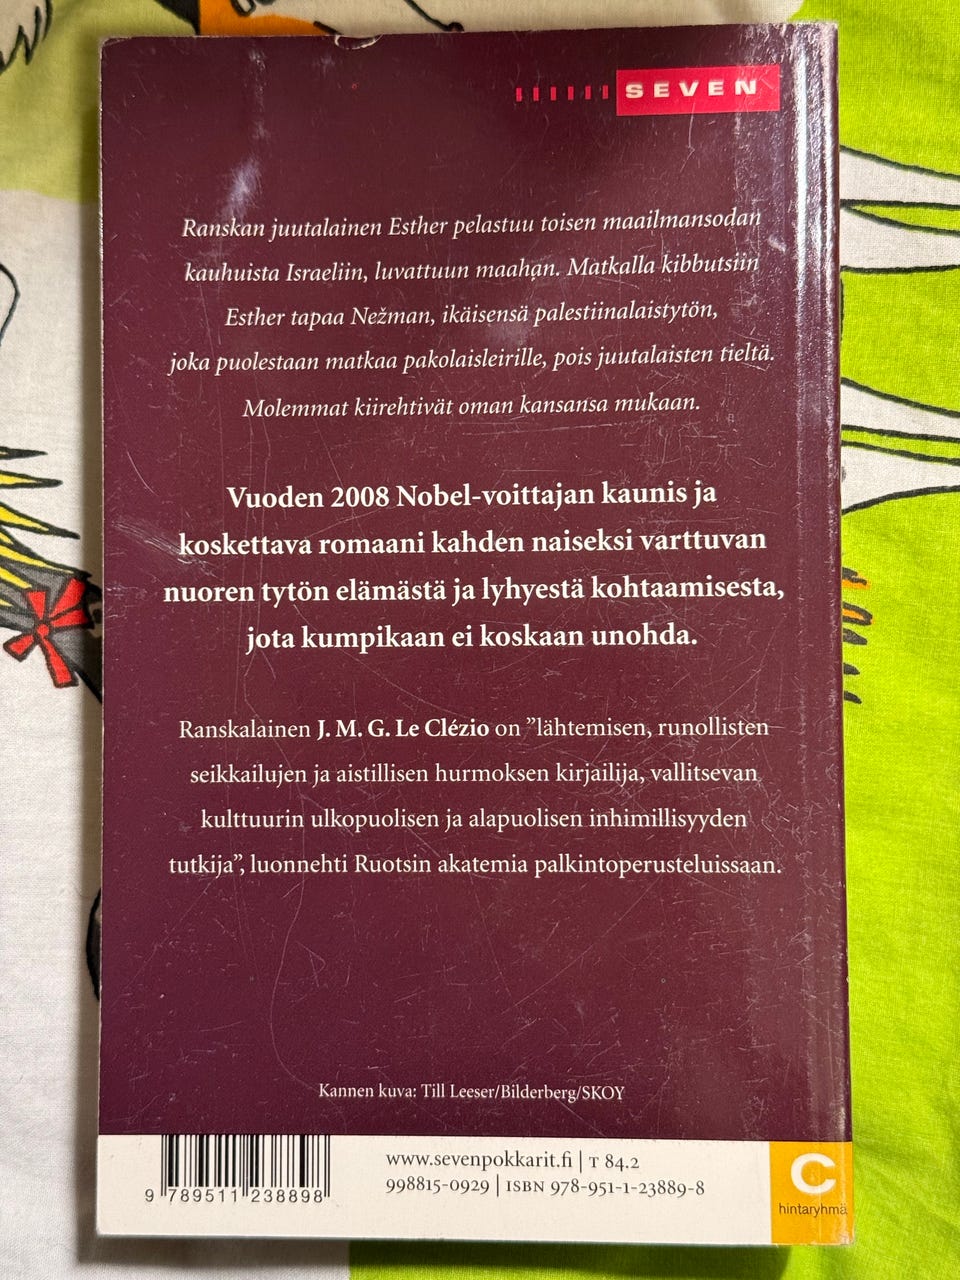 SEVEN
Ranskan juutalainen Esther pelastuu toisen maailmansodan
kauhuista Israeliin, luvattuun maahan. Matkalla kibbutsiin
Esther tapaa Nežman, ikäisensä palestiinalaistytön,
joka puolestaan matkaa pakolaisleirille, pois juutalaisten tieltä.
Molemmat kiirehtivät oman kansansa mukaan.
Vuoden 2008 Nobel-voittajan kaunis ja
koskettava romaani kahden naiseksi varttuvan
nuoren tytön elämästä ja lyhyestä kohtaamisesta,
jota kumpikaan ei koskaan unohda.
Ranskalainen J. M. G. Le Clézio on ”lähtemisen, runollisten
seikkailujen ja aistillisen hurmoksen kirjailija, vallitsevan
kulttuurin ulkopuolisen ja alapuolisen inhimillisyyden
tutkija”, luonnehti Ruotsin akatemia palkintoperusteluissaan.
Kannen kuva: Till Leeser/Bilderberg/SKOY
9 789511 238898
www.sevenpokkarit.fi | T 84.2
998815-0929 | ISBN 978-951-1-23889-8
C
hintaryhmä